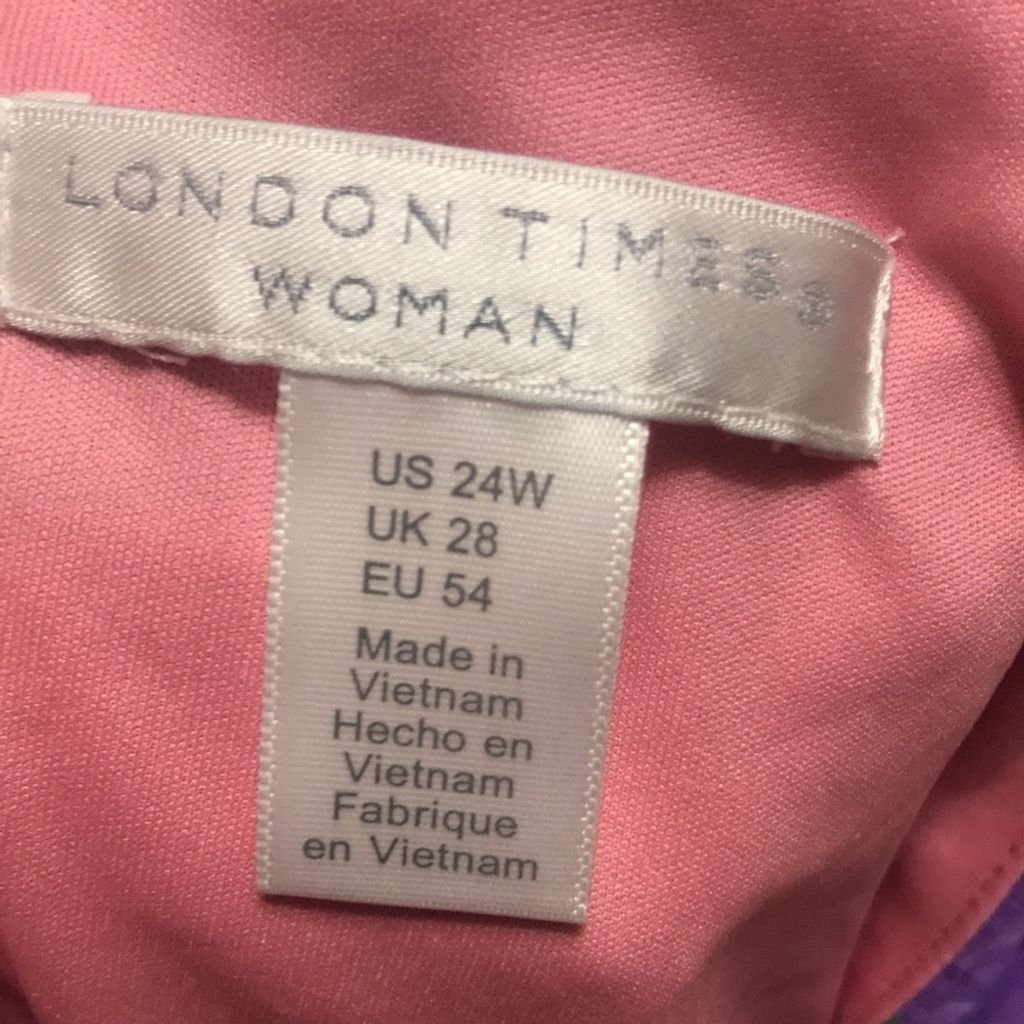 LONDON TIMES
WOMAN
US 24W
UK 28
EU 54
Made in
Vietnam
Hecho en
Vietnam
Fabrique
en Vietnam